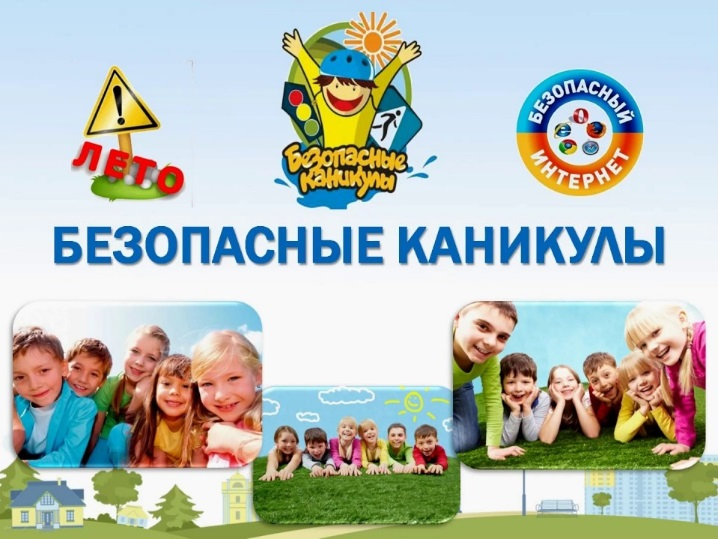 ЛЕТО
Безопасные
каникулы
БЕЗОПАСНЫЙ
ИНТЕРНЕТ
БЕЗОПАСНЫЕ КАНИКУЛЫ